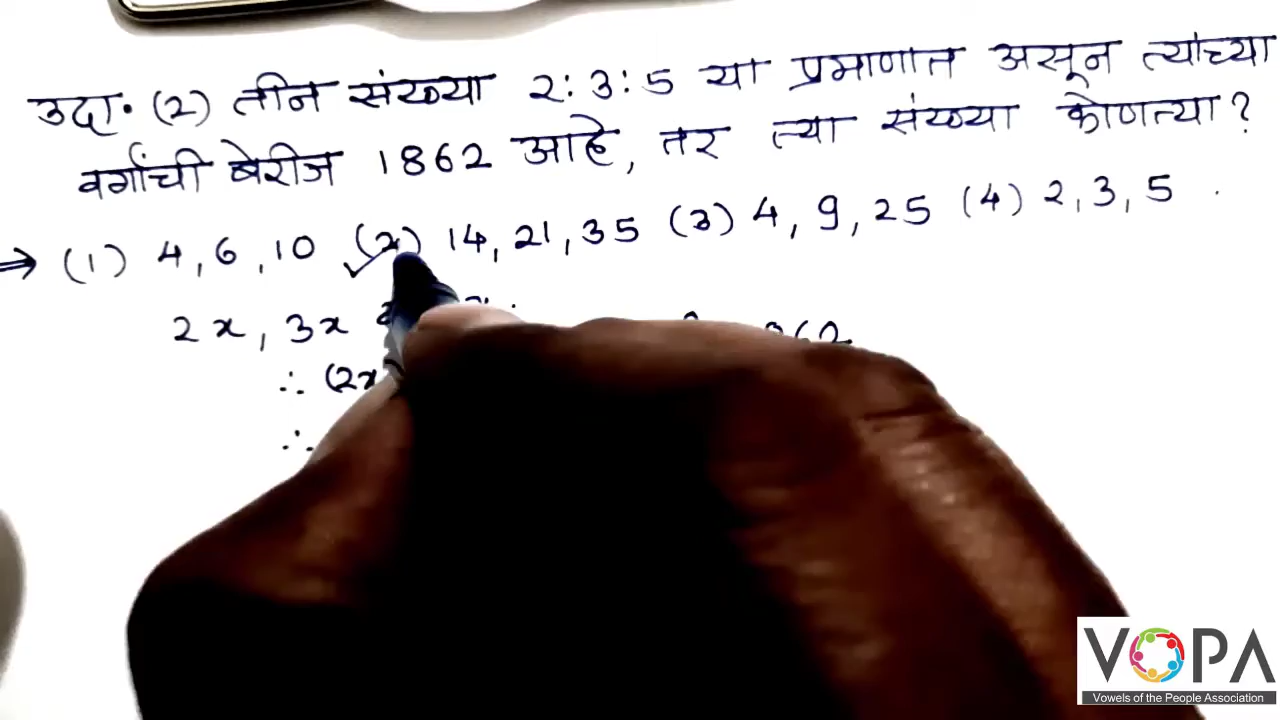 उदा. (2) तीन संख्या 2:3:5 या प्रमाणात असून त्यांच्या
वर्गांची बेरीज 1862 आहे, तर त्या संख्या कोणत्या?
⇒ (1) 4, 6, 10 (2) 14, 21, 35 (3) 4, 9, 25 (4) 2, 3, 5
2x, 3x
∴ (2x
∴
VOPA
Vowels of the People Association